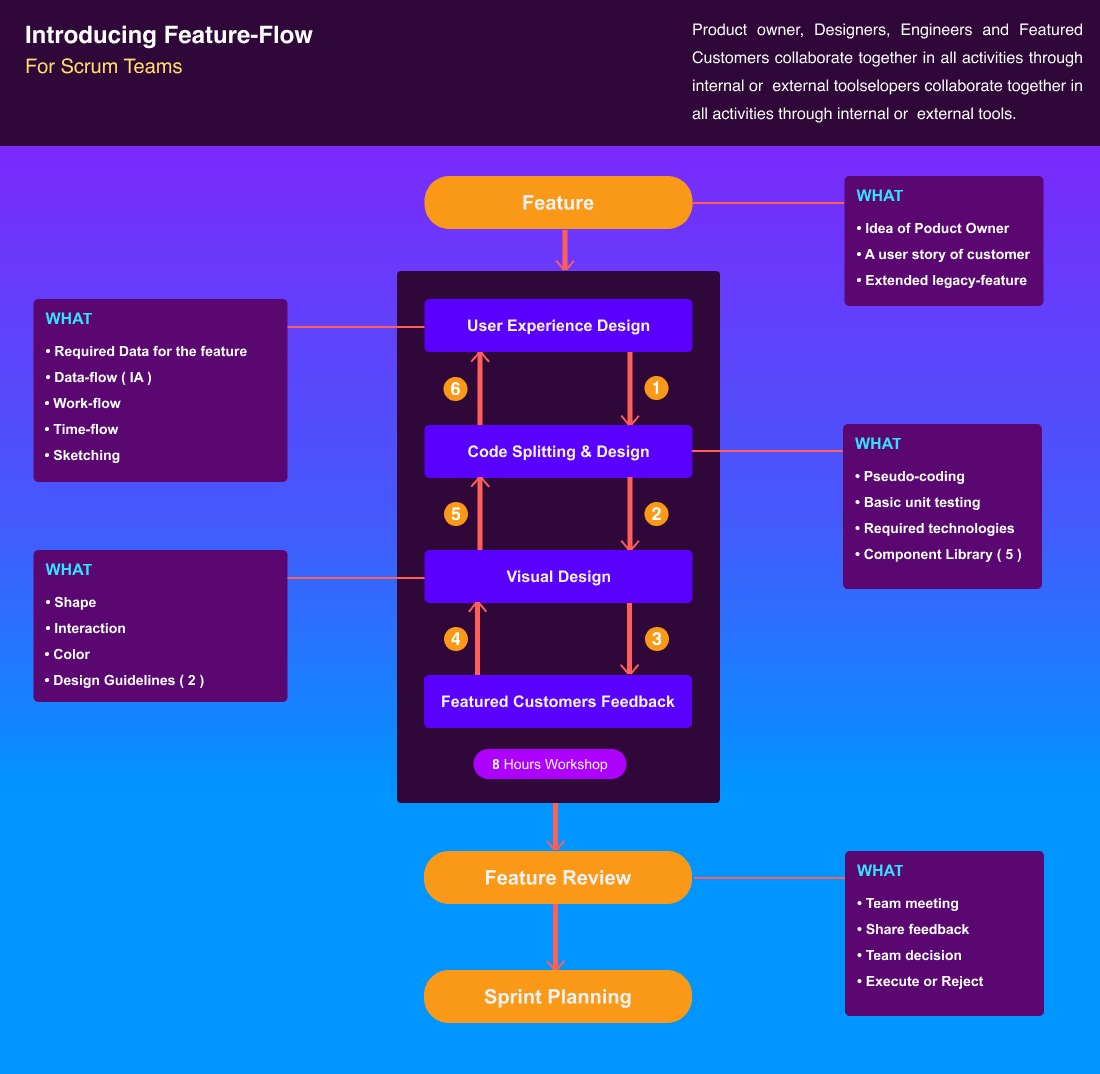 Introducing Feature-Flow
For Scrum Teams
Product owner, Designers, Engineers and Featured
Customers collaborate together in all activities through
internal or  external toolselopers collaborate together in
all activities through internal or  external tools.
Feature
WHAT
• Idea of Poduct Owner
• A user story of customer
• Extended legacy-feature
WHAT
• Required Data for the feature
• Data-flow ( IA )
• Work-flow
• Time-flow
• Sketching
User Experience Design
6
1
Code Splitting & Design
WHAT
• Pseudo-coding
• Basic unit testing
• Required technologies
• Component Library ( 5 )
5
2
WHAT
• Shape
• Interaction
• Color
• Design Guidelines ( 2 )
Visual Design
4
3
Featured Customers Feedback
8 Hours Workshop
Feature Review
WHAT
• Team meeting
• Share feedback
• Team decision
• Execute or Reject
Sprint Planning